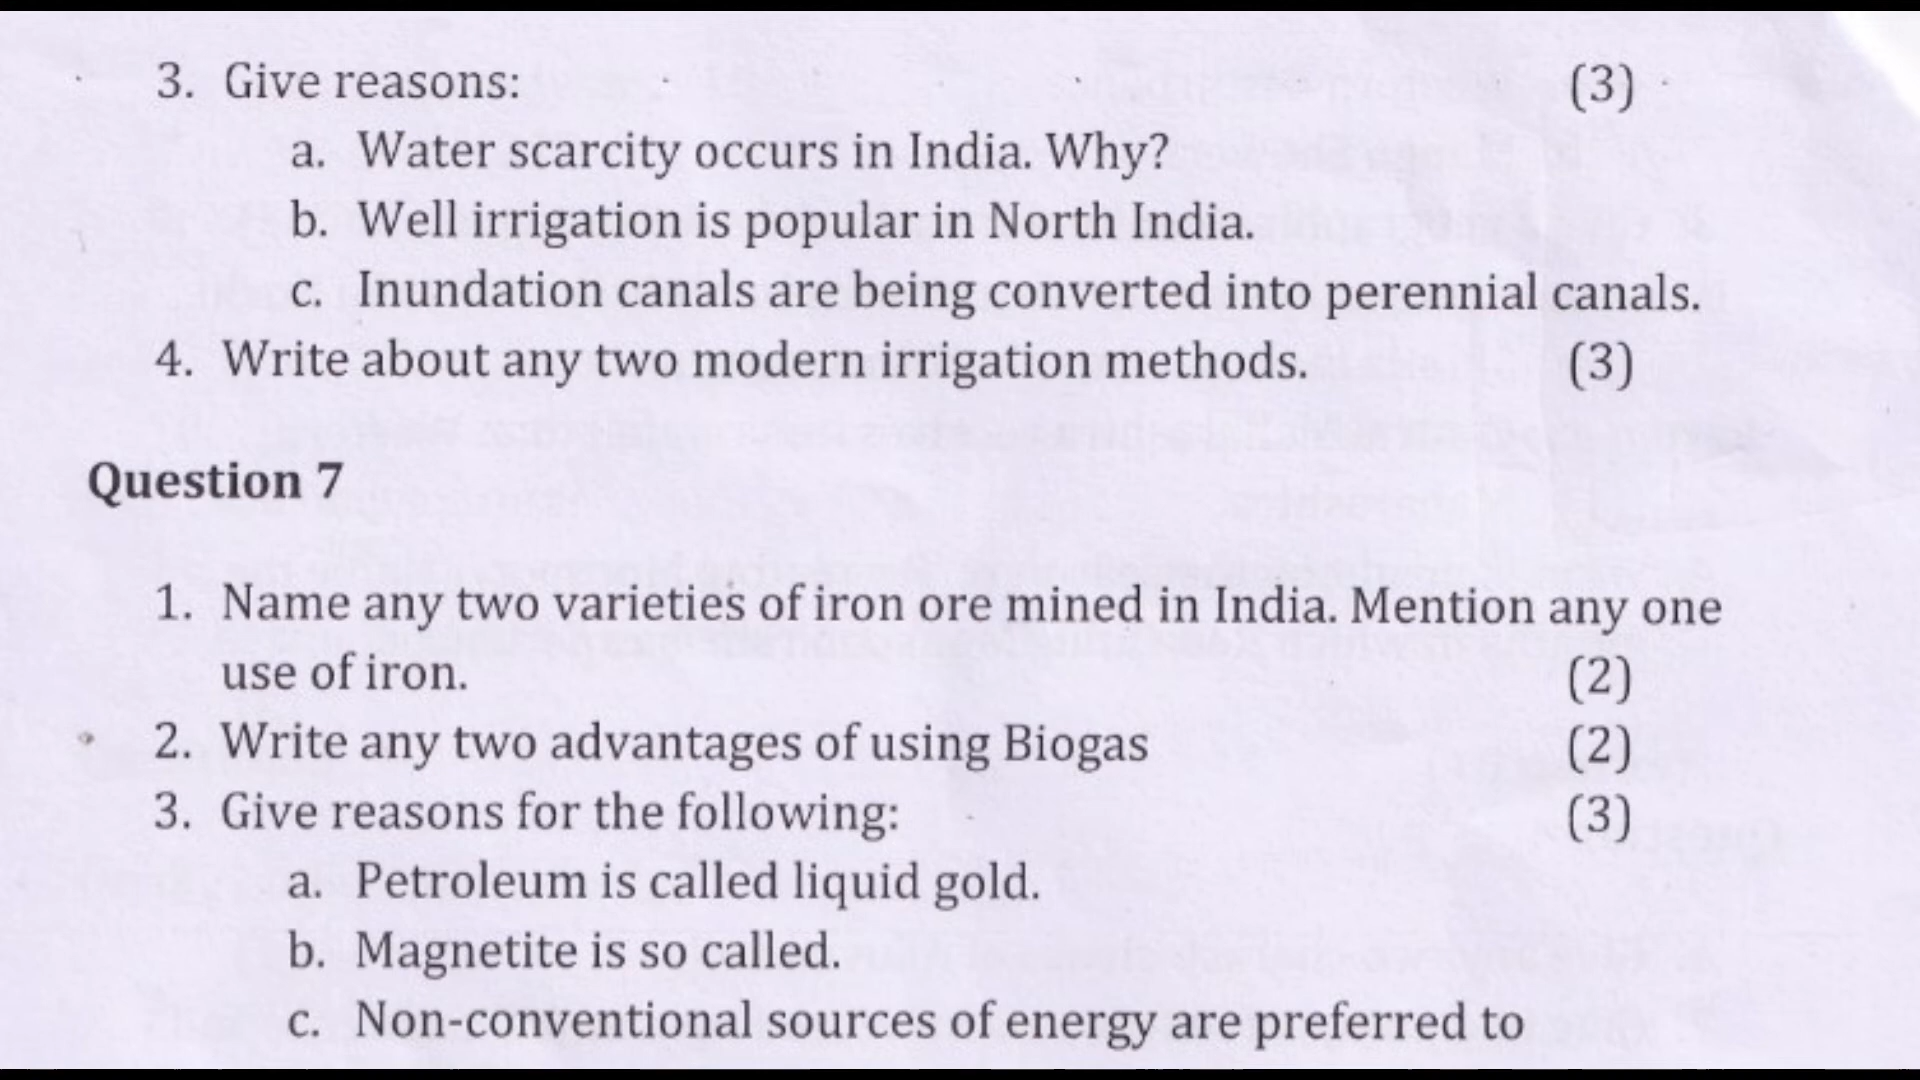 3. Give reasons: (3)
a. Water scarcity occurs in India. Why?
b. Well irrigation is popular in North India.
c. Inundation canals are being converted into perennial canals.
4. Write about any two modern irrigation methods. (3)
Question 7
1. Name any two varieties of iron ore mined in India. Mention any one
use of iron. (2)
2. Write any two advantages of using Biogas (2)
3. Give reasons for the following: (3)
a. Petroleum is called liquid gold.
b. Magnetite is so called.
c. Non-conventional sources of energy are preferred to